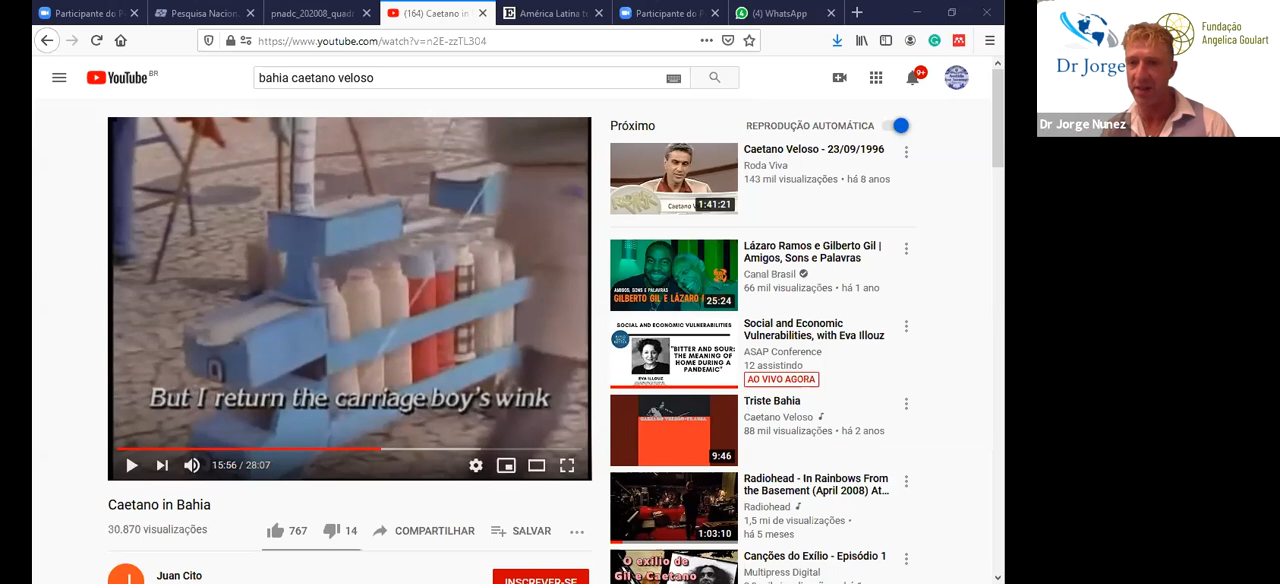 Participante do P
Pesquisa Nacion
pnadc_202008_quadr
(164) Caetano in
América Latina t
Participante do P
(4) WhatsApp
https://www.youtube.com/watch?v=n2E-zzTL304
YouTube BR
bahia caetano veloso
9+
But I return the carriage boy's wink
15:56 / 28:07
Caetano in Bahia
30.870 visualizações
767
14
COMPARTILHAR
SALVAR
Juan Cito
INSCREVER-SE
Próximo
REPRODUÇÃO AUTOMÁTICA
Caetano
1:41:21
Caetano Veloso - 23/09/1996
Roda Viva
143 mil visualizações • há 8 anos
AMIGOS, SONS E PALAVRAS
GILBERTO GIL E LÁZARO
25:24
Lázaro Ramos e Gilberto Gil |
Amigos, Sons e Palavras
Canal Brasil
66 mil visualizações • há 1 ano
SOCIAL AND ECONOMIC VULNERABILITIES
"BITTER AND SOUR:
THE MEANING OF
HOME DURING A
PANDEMIC"
EVA ILLOUZ
Social and Economic
Vulnerabilities, with Eva Illouz
ASAP Conference
12 assistindo
AO VIVO AGORA
9:46
Triste Bahia
Caetano Veloso
88 mil visualizações • há 2 anos
1:03:10
Radiohead - In Rainbows From
the Basement (April 2008) At...
Radiohead
1,5 mi de visualizações •
há 5 meses
O exílio de
Gil e Caetano
Canções do Exílio - Episódio 1
Multipress Digital
Dr Jorge
Fundação
Angelica Goulart
Dr Jorge Nunez